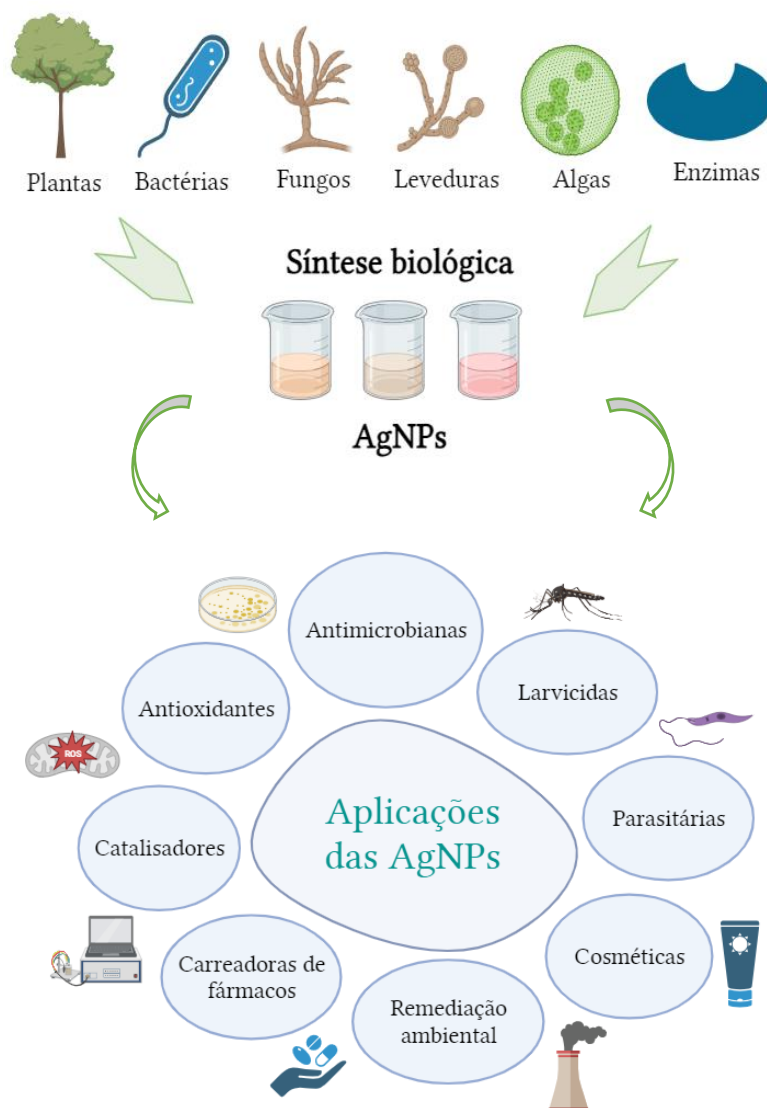 Plantas
Bactérias
Fungos
Leveduras
Algas
Enzimas
Síntese biológica
AgNPs
Antimicrobianas
Larvicidas
Antioxidantes
ROS
Aplicações
das AgNPs
Parasitárias
Catalisadores
Cosméticas
Carreadoras de
fármacos
Remediação
ambiental